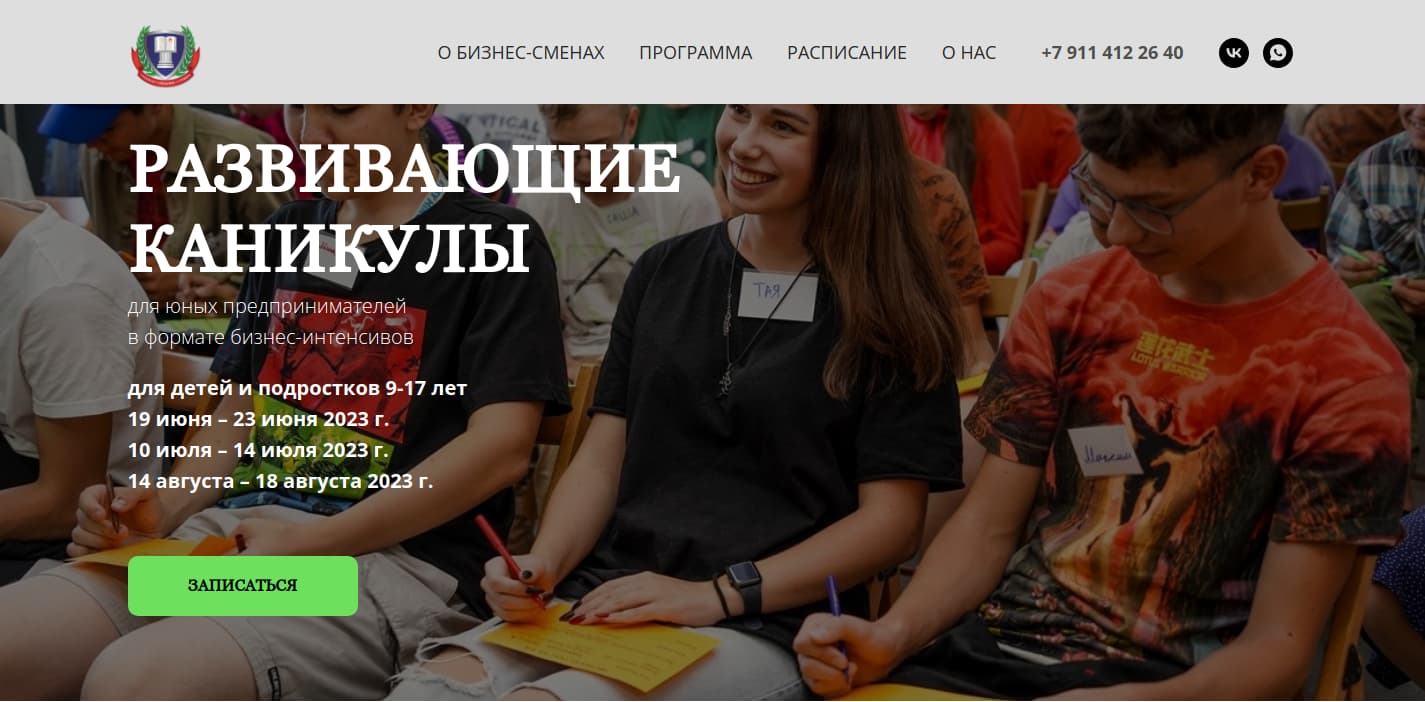 О БИЗНЕС-СМЕНАХ ПРОГРАММА РАСПИСАНИЕ О НАС +7 911 412 26 40
РАЗВИВАЮЩИЕ
КАНИКУЛЫ
для юных предпринимателей
в формате бизнес-интенсивов
для детей и подростков 9-17 лет
19 июня – 23 июня 2023 г.
10 июля – 14 июля 2023 г.
14 августа – 18 августа 2023 г.
ЗАПИСАТЬСЯ
САША
ТАЯ
Максим